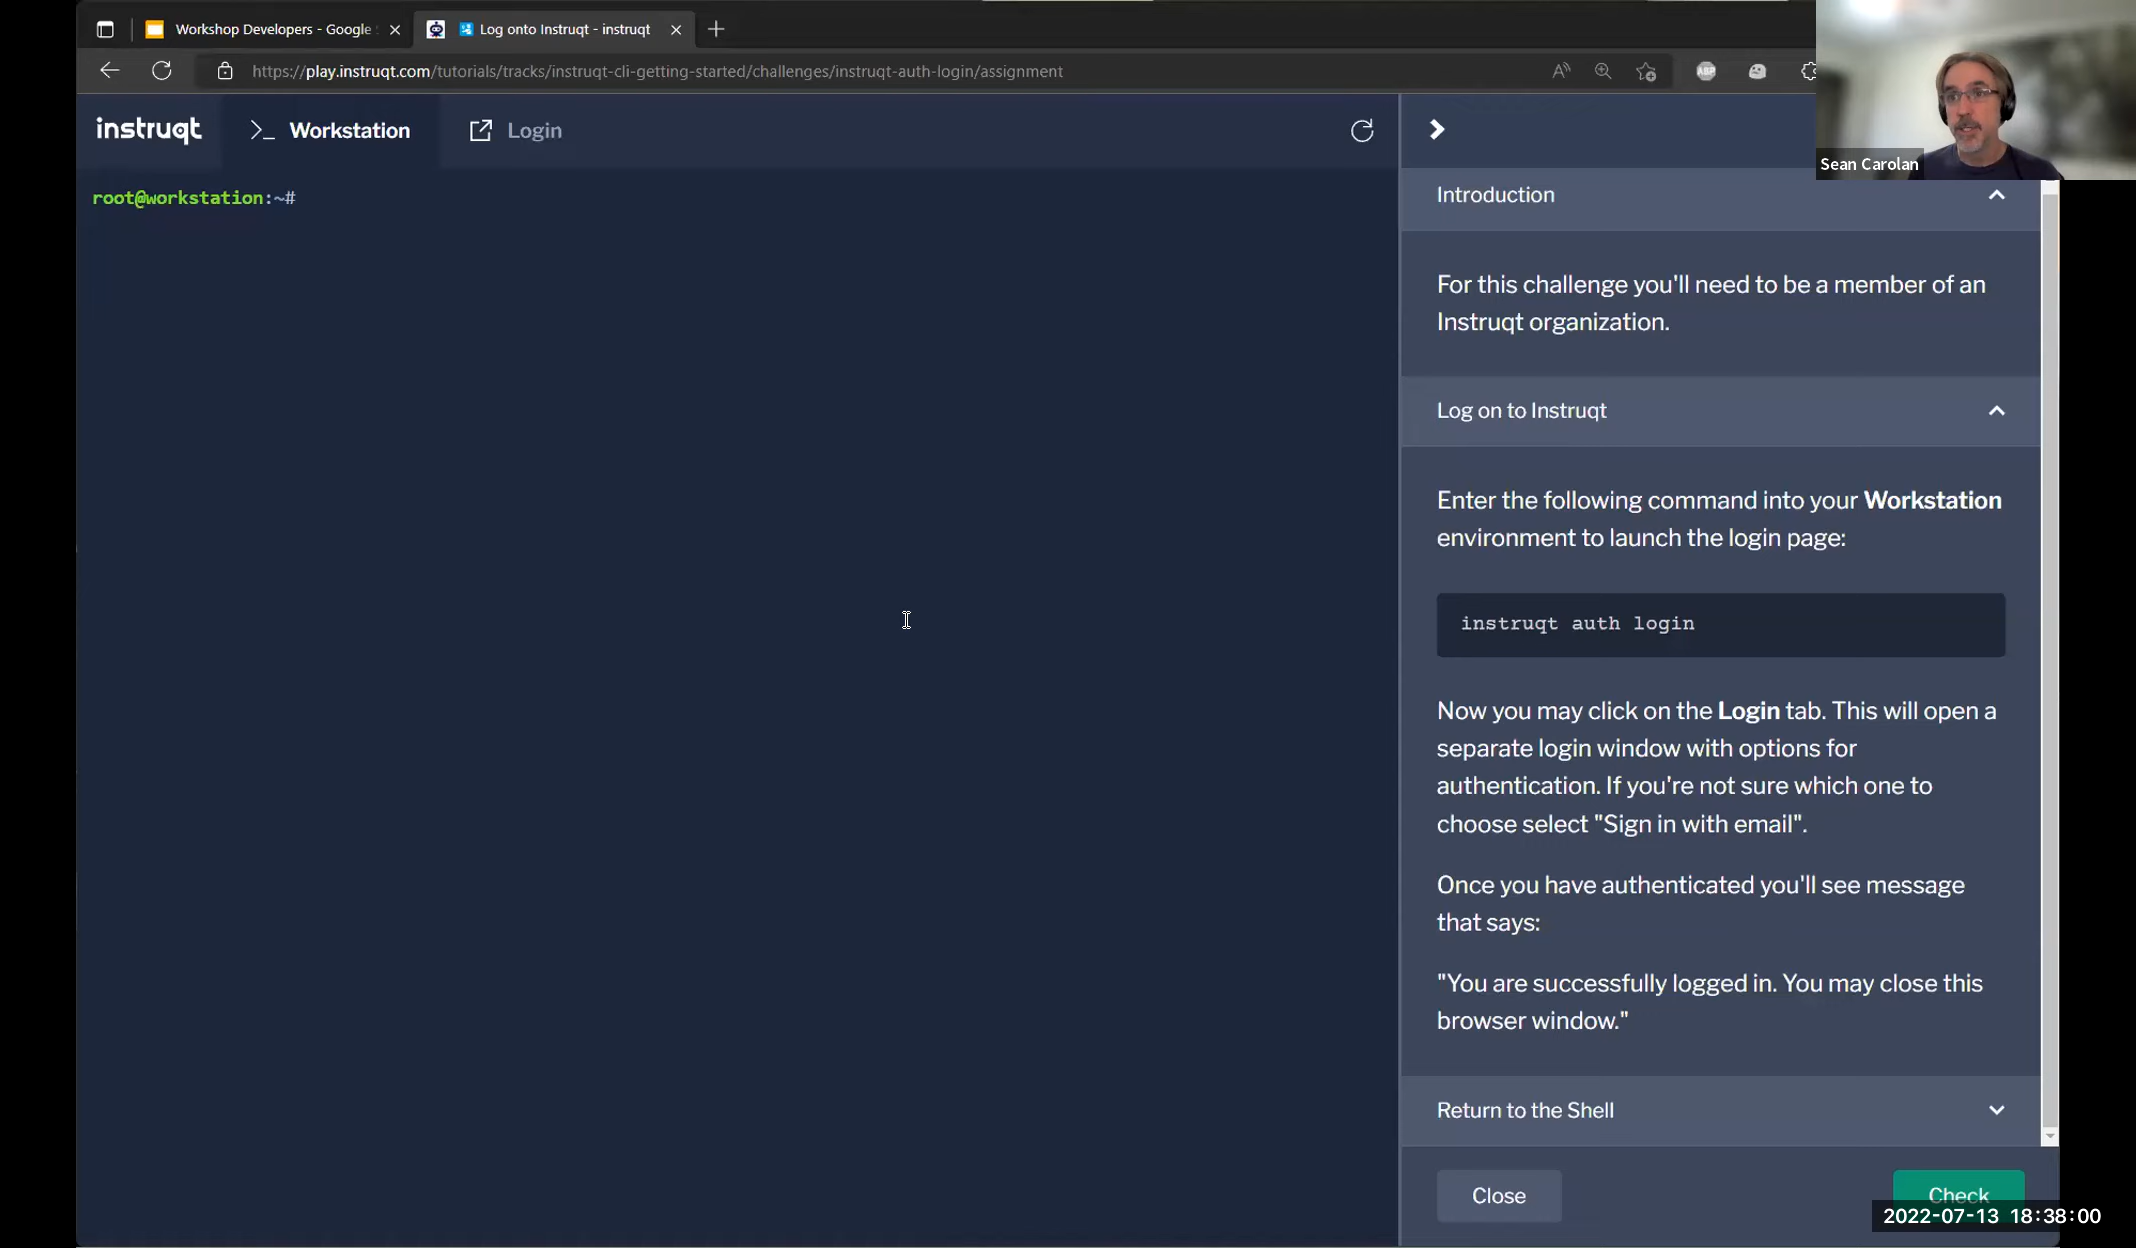 Workshop Developers - Google
Log onto Instruqt - instruqt
https://play.instruqt.com/tutorials/tracks/instruqt-cli-getting-started/challenges/instruqt-auth-login/assignment
ABP
Sean Carolan
instruqt
>_ Workstation
Login
root@workstation:~#
Introduction
For this challenge you'll need to be a member of an
Instruqt organization.
Log on to Instruqt
Enter the following command into your Workstation
environment to launch the login page:
instruqt auth login
Now you may click on the Login tab. This will open a
separate login window with options for
authentication. If you're not sure which one to
choose select "Sign in with email".
Once you have authenticated you'll see message
that says:
"You are successfully logged in. You may close this
browser window."
Return to the Shell
Close
Check
2022-07-13 18:38:00